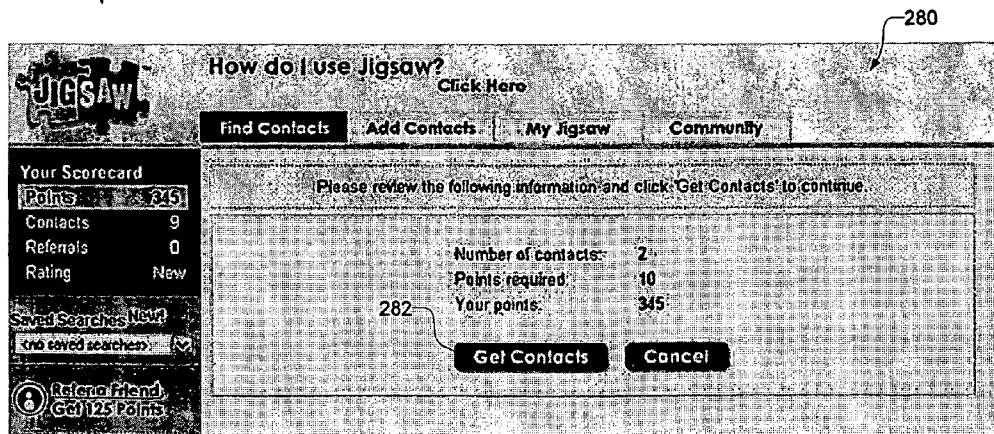 280
JIGSAW
How do I use Jigsaw?
Click Here
Find Contacts Add Contacts My Jigsaw Community
Your Scorecard
Points 345
Contacts 9
Referrals 0
Rating New
Please review the following information and click 'Get Contacts' to continue.
Number of contacts: 2
Points required: 10
Your points: 345
282
Get Contacts Cancel
Saved Searches New!
<no saved searches>
Refer a Friend
Get 125 Points